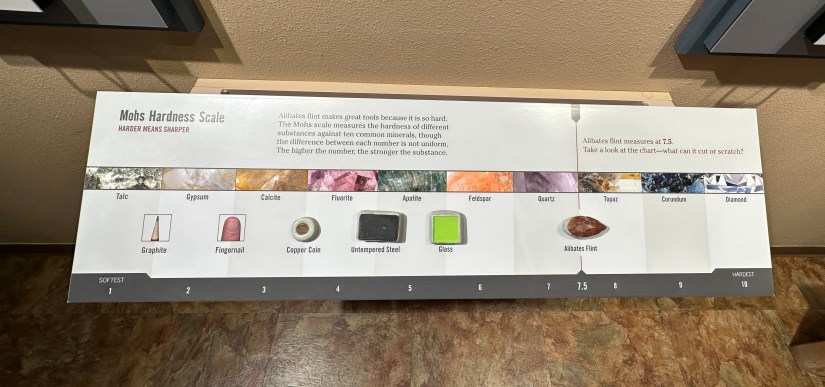 Mohs Hardness Scale
HARDER MEANS SHARPER
Alibates flint makes great tools because it is so hard.
The Mohs scale measures the hardness of different
substances against ten common minerals, though
the difference between each number is not uniform.
The higher the number, the stronger the substance.
Alibates flint measures at 7.5.
Take a look at the chart—what can it cut or scratch?
Talc Gypsum Calcite Fluorite Apatite Feldspar Quartz Topaz Corundum Diamond
Graphite Fingernail Copper Coin Untempered Steel Glass Alibates Flint
SOFTEST HARDEST
1 2 3 4 5 6 7 7.5 8 9 10